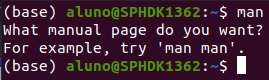 (base) aluno@SPHDK1362:~$ man
What manual page do you want?
For example, try 'man man'.
(base) aluno@SPHDK1362:~$